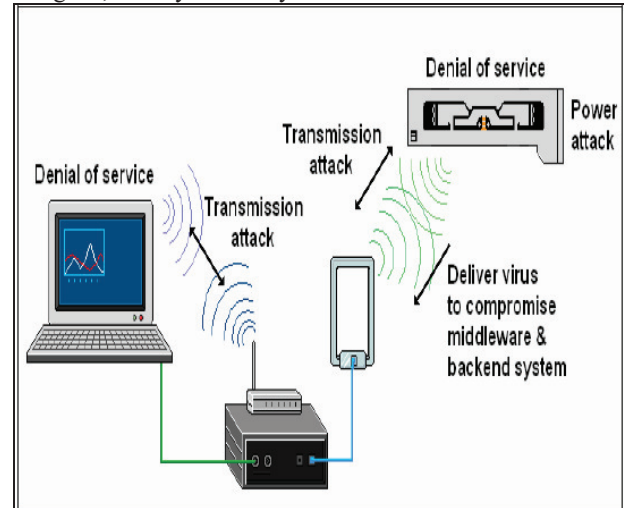 Denial of service
Power
attack
Transmission
attack
Denial of service
Transmission
attack
Deliver virus
to compromise
middleware &
backend system